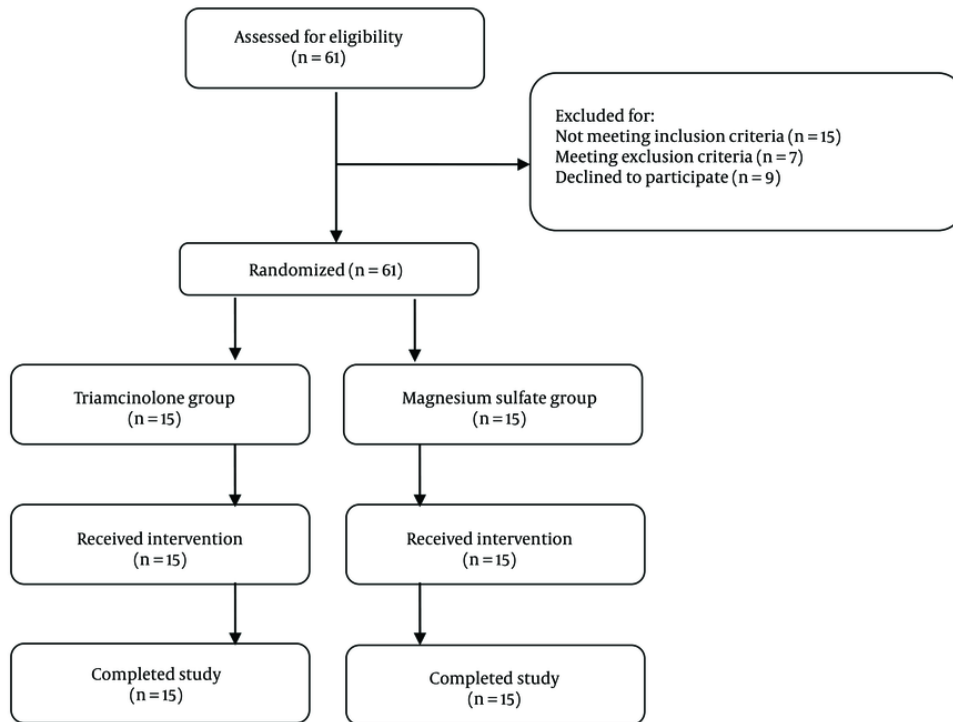 Assessed for eligibility
(n = 61)
Excluded for:
Not meeting inclusion criteria (n = 15)
Meeting exclusion criteria (n = 7)
Declined to participate (n = 9)
Randomized (n = 61)
Triamcinolone group
(n = 15)
Magnesium sulfate group
(n = 15)
Received intervention
(n = 15)
Received intervention
(n = 15)
Completed study
(n = 15)
Completed study
(n = 15)